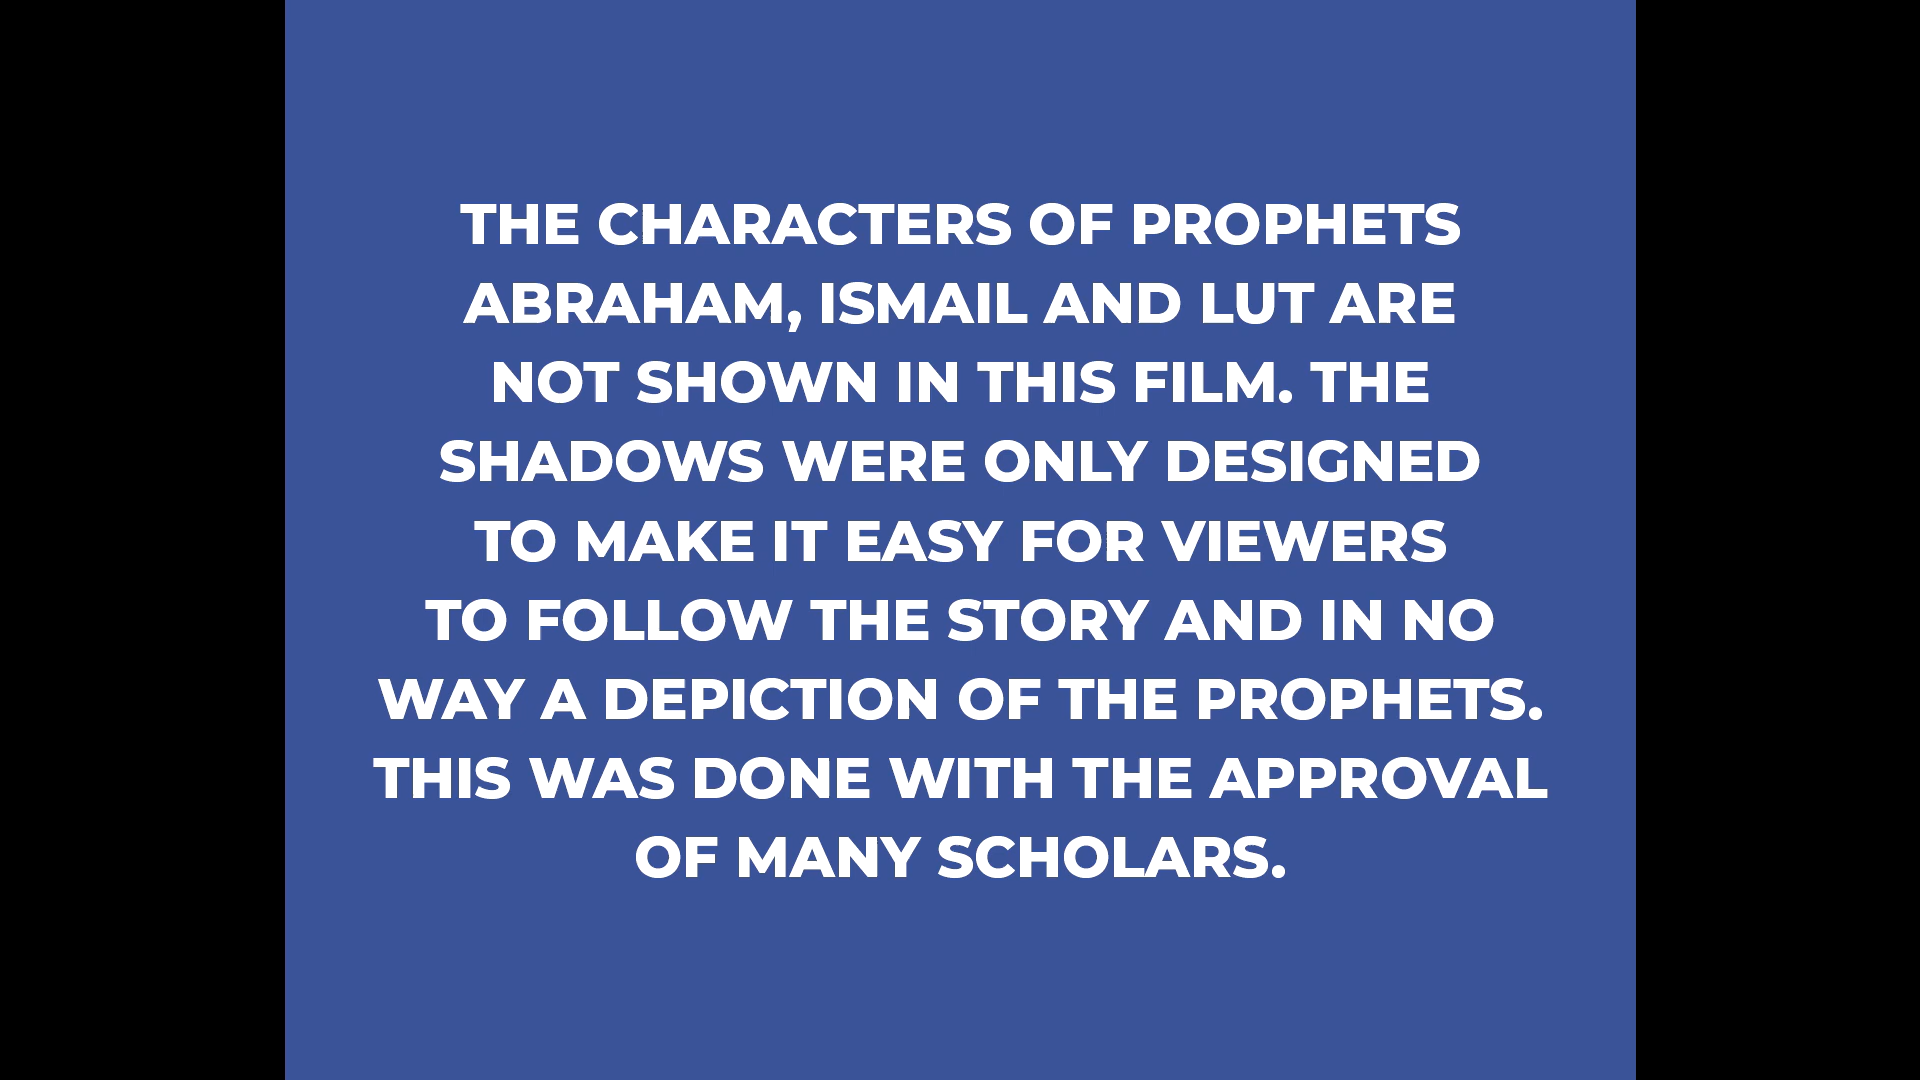 THE CHARACTERS OF PROPHETS
ABRAHAM, ISMAIL AND LUT ARE
NOT SHOWN IN THIS FILM. THE
SHADOWS WERE ONLY DESIGNED
TO MAKE IT EASY FOR VIEWERS
TO FOLLOW THE STORY AND IN NO
WAY A DEPICTION OF THE PROPHETS.
THIS WAS DONE WITH THE APPROVAL
OF MANY SCHOLARS.